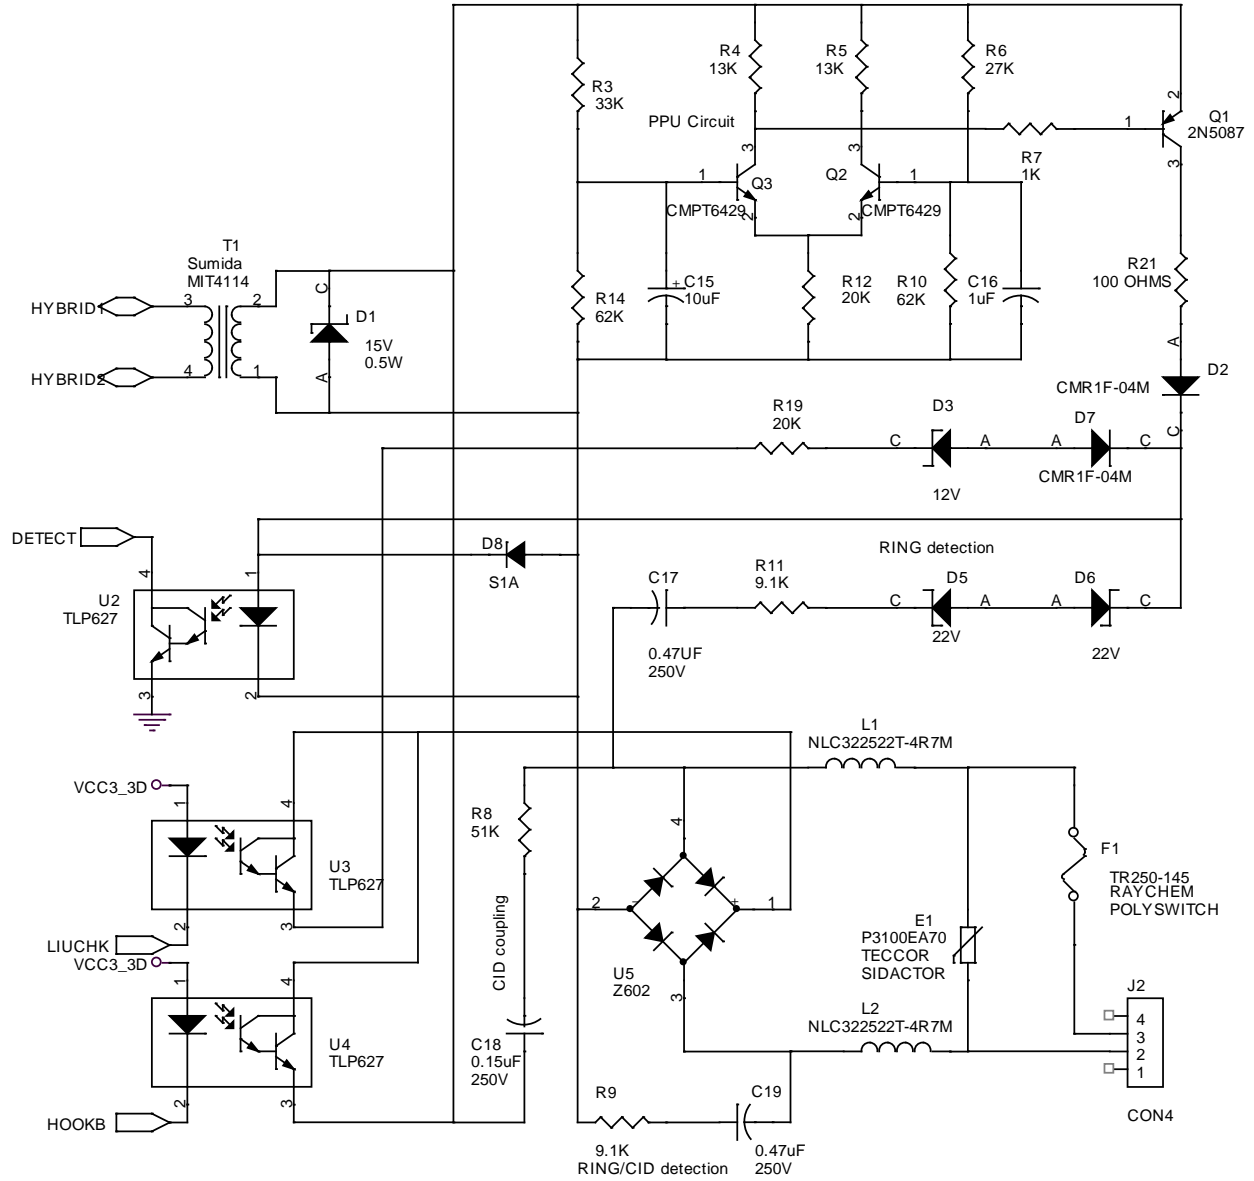 R4
13K
R5
13K
R6
27K
R3
33K
PPU Circuit
2
Q1
2N5087
1
3
R7
1K
3
3
1
Q3
Q2
1
CMPT6429
CMPT6429
2
2
T1
Sumida
MIT4114
HYBRID1
3
2
HYBRID2
4
1
C
D1
15V
0.5W
A
R14
62K
+
C15
10uF
R12
20K
R10
62K
C16
1uF
R21
100 OHMS
A
D2
CMR1F-04M
C
R19
20K
D3
C
A
12V
D7
A
C
CMR1F-04M
DETECT
4
1
U2
TLP627
3
2
D8
S1A
RING detection
C17
0.47UF
250V
R11
9.1K
D5
C
A
22V
D6
A
C
22V
L1
NLC322522T-4R7M
VCC3_3D
1
4
U3
TLP627
2
3
LIUCHK
VCC3_3D
1
4
U4
TLP627
2
3
HOOKB
R8
51K
CID coupling
C18
0.15uF
250V
4
2
-
+
1
3
U5
Z602
F1
TR250-145
RAYCHEM
POLYSWITCH
E1
P3100EA70
TECCOR
SIDACTOR
L2
NLC322522T-4R7M
J2
4
3
2
1
CON4
R9
9.1K
C19
0.47uF
250V
RING/CID detection